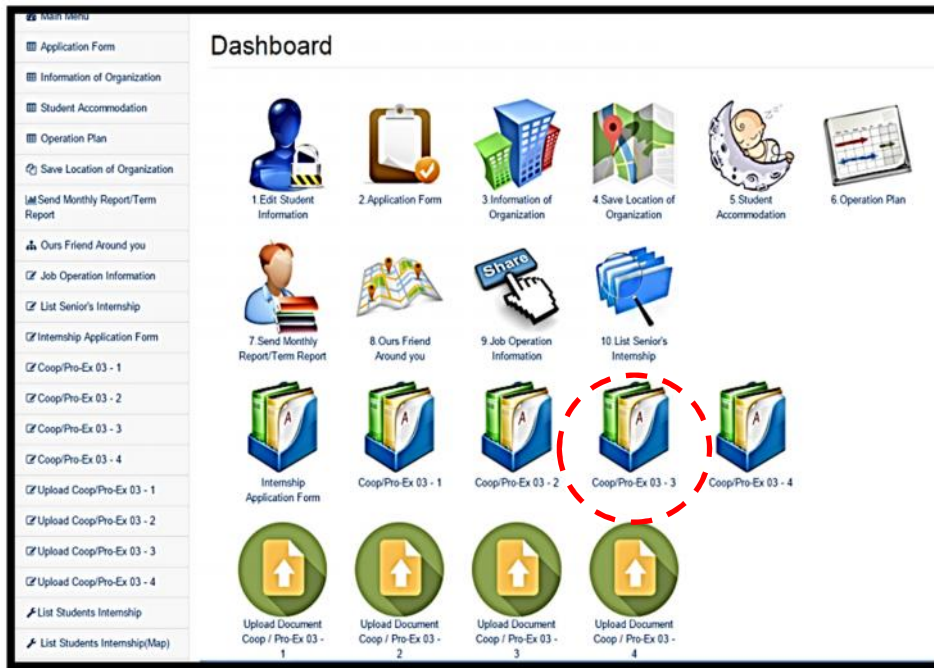 Main Menu
Application Form
Information of Organization
Student Accommodation
Operation Plan
Save Location of Organization
Send Monthly Report/Term
Report
Ours Friend Around you
Job Operation Information
List Senior's Internship
Internship Application Form
Coop/Pro-Ex 03 - 1
Coop/Pro-Ex 03 - 2
Coop/Pro-Ex 03 - 3
Coop/Pro-Ex 03 - 4
Upload Coop/Pro-Ex 03 - 1
Upload Coop/Pro-Ex 03 - 2
Upload Coop/Pro-Ex 03 - 3
Upload Coop/Pro-Ex 03 - 4
List Students Internship
List Students Internship(Map)
Dashboard
1.Edit Student
Information
2.Application Form
3.Information of
Organization
4.Save Location of
Organization
5.Student
Accommodation
6.Operation Plan
7.Send Monthly
Report/Term Report
8.Ours Friend
Around you
Share
9.Job Operation
Information
10.List Senior's
Internship
A
Internship
Application Form
A
Coop/Pro-Ex 03 - 1
A
Coop/Pro-Ex 03 - 2
A
Coop/Pro-Ex 03 - 3
A
Coop/Pro-Ex 03 - 4
Upload Document
Coop / Pro-Ex 03 -
1
Upload Document
Coop / Pro-Ex 03 -
2
Upload Document
Coop / Pro-Ex 03 -
3
Upload Document
Coop / Pro-Ex 03 -
4